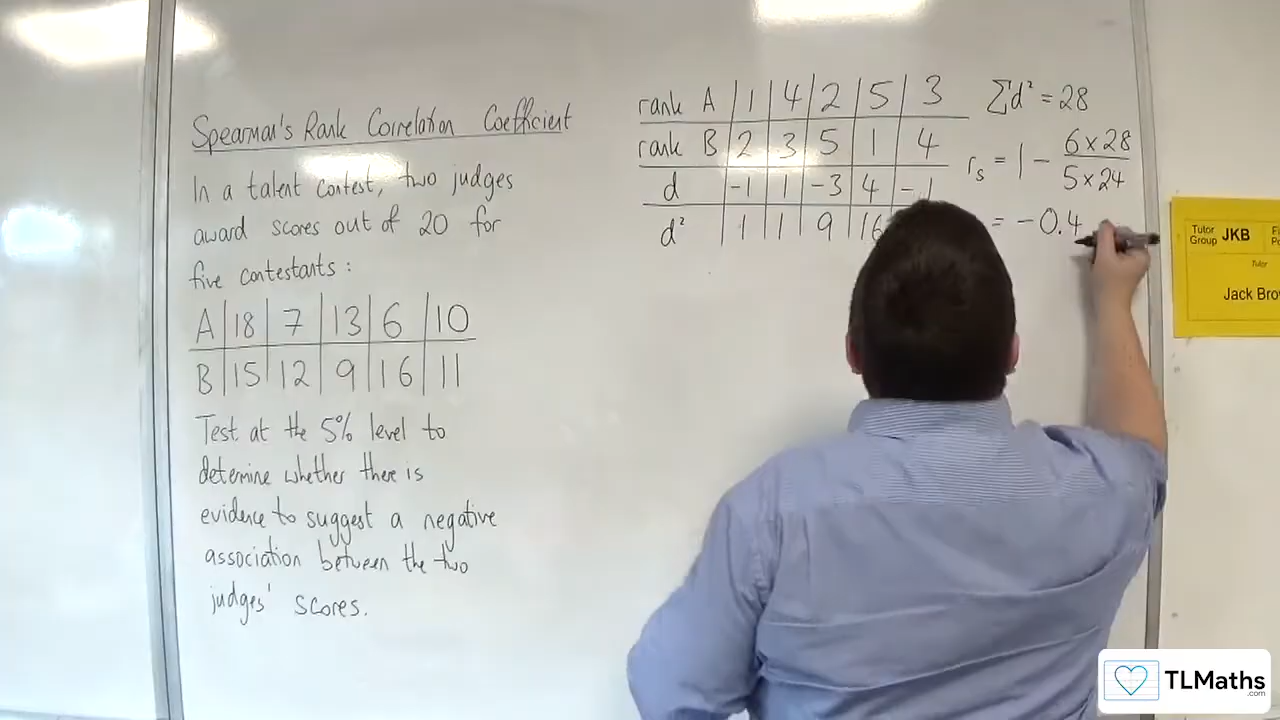 Spearman's Rank Correlation Coefficient
In a talent contest, two judges
award scores out of 20 for
five contestants :
A 18 7 13 6 10
B 15 12 9 16 11
Test at the 5% level to
determine whether there is
evidence to suggest a negative
association between the two
judges' scores.
rank A 1 4 2 5 3
rank B 2 3 5 1 4
d -1 1 -3 4 -1
d² 1 1 9 16
Σd² = 28
r_s = 1 - 6 × 28 / 5 × 24
= -0.4
Tutor Group JKB
Tutor
Jack
TLMaths
.com